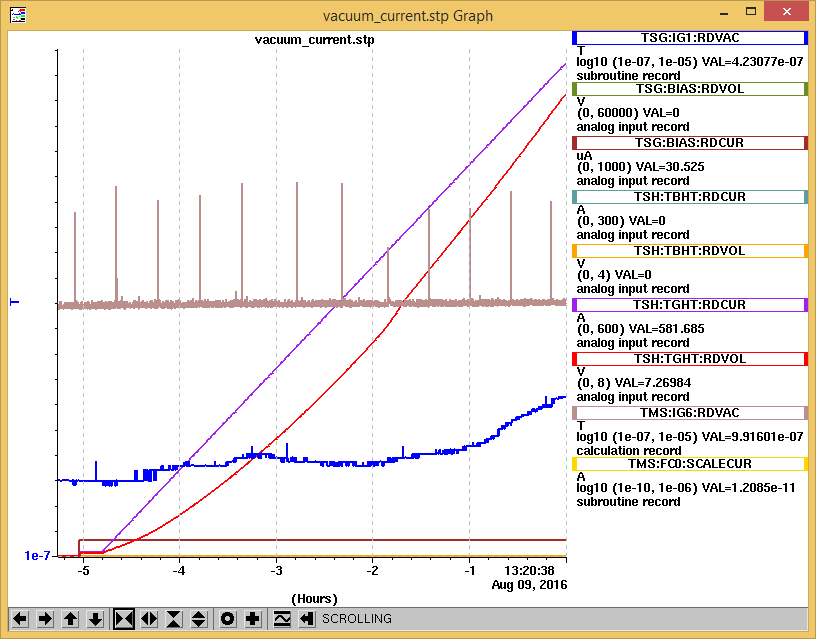 vacuum_current.stp Graph
vacuum_current.stp
T
1e-7
-5
-4
-3
-2
-1
13:20:38
Aug 09, 2016
(Hours)
TSG:IG1:RDVAC
T
log10 (1e-07, 1e-05) VAL=4.23077e-07
subroutine record
TSG:BIAS:RDVOL
V
(0, 60000) VAL=0
analog input record
TSG:BIAS:RDCUR
uA
(0, 1000) VAL=30.525
analog input record
TSH:TBHT:RDCUR
A
(0, 300) VAL=0
analog input record
TSH:TBHT:RDVOL
V
(0, 4) VAL=0
analog input record
TSH:TGHT:RDCUR
A
(0, 600) VAL=581.685
analog input record
TSH:TGHT:RDVOL
V
(0, 8) VAL=7.26984
analog input record
TMS:IG6:RDVAC
T
log10 (1e-07, 1e-05) VAL=9.91601e-07
calculation record
TMS:FC0:SCALECUR
A
log10 (1e-10, 1e-06) VAL=1.2085e-11
subroutine record
SCROLLING